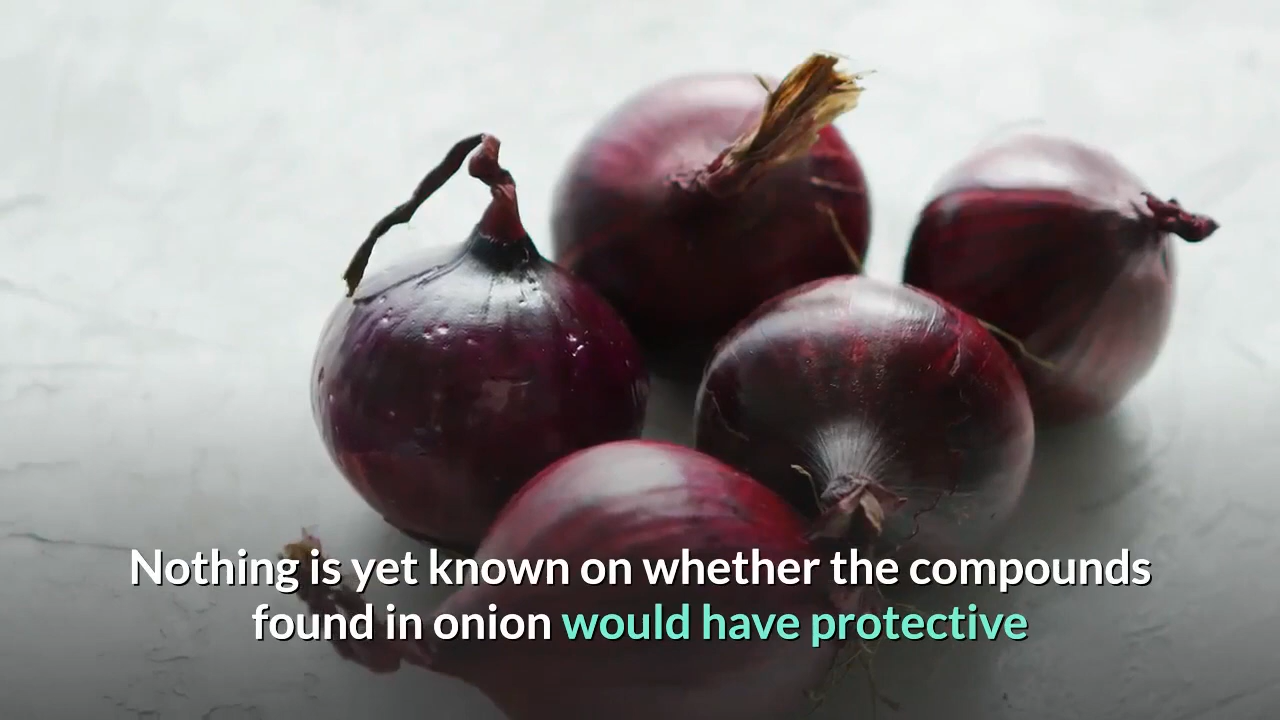 Nothing is yet known on whether the compounds
found in onion would have protective